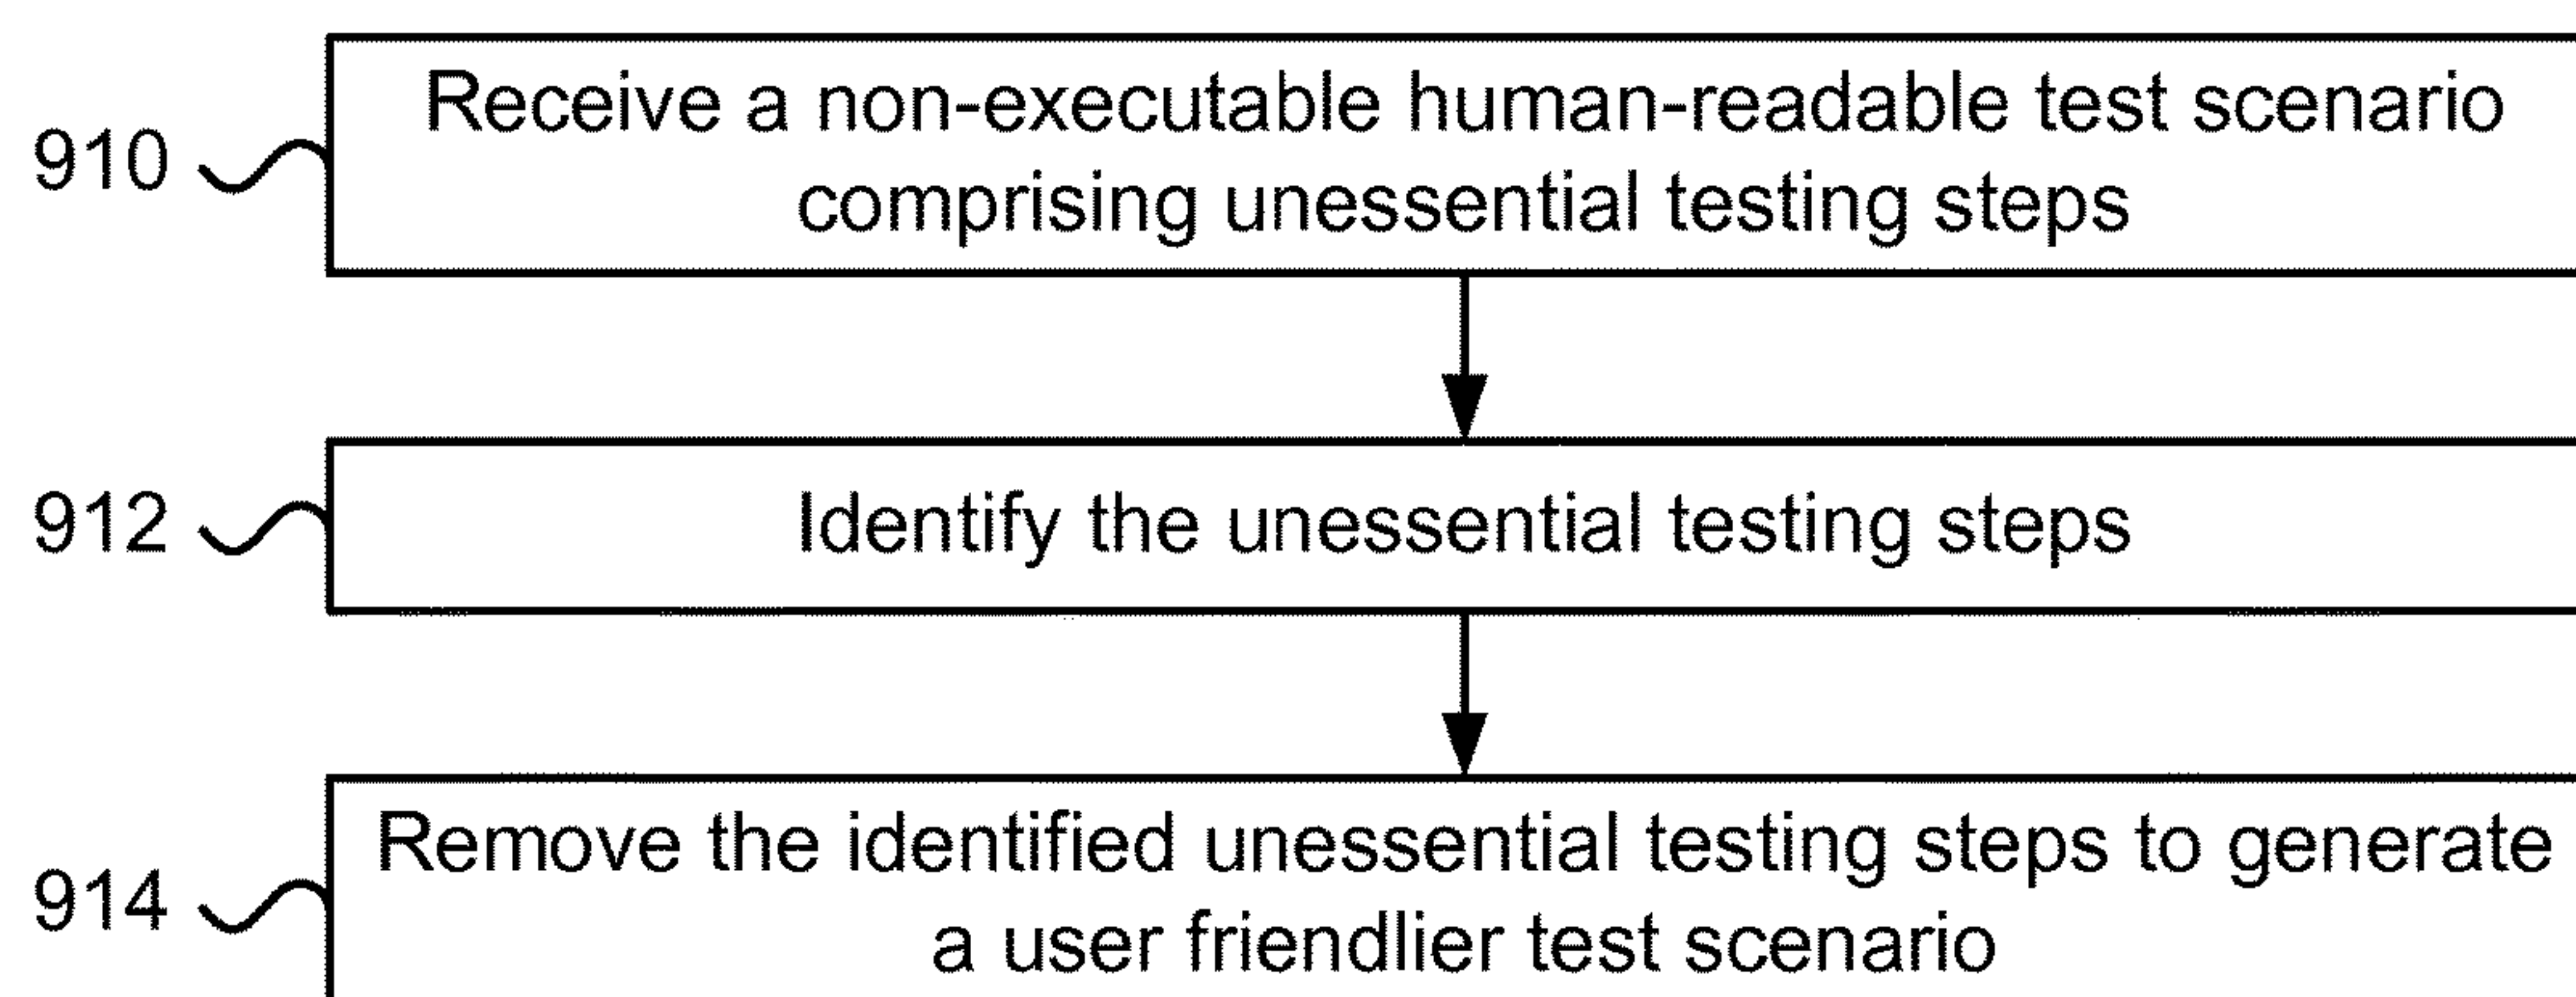 Receive a non-executable human-readable test scenario
910
comprising unessential testing steps
912
Identify the unessential testing steps
Remove the identified unessential testing steps to generate
914
a user friendlier test scenario